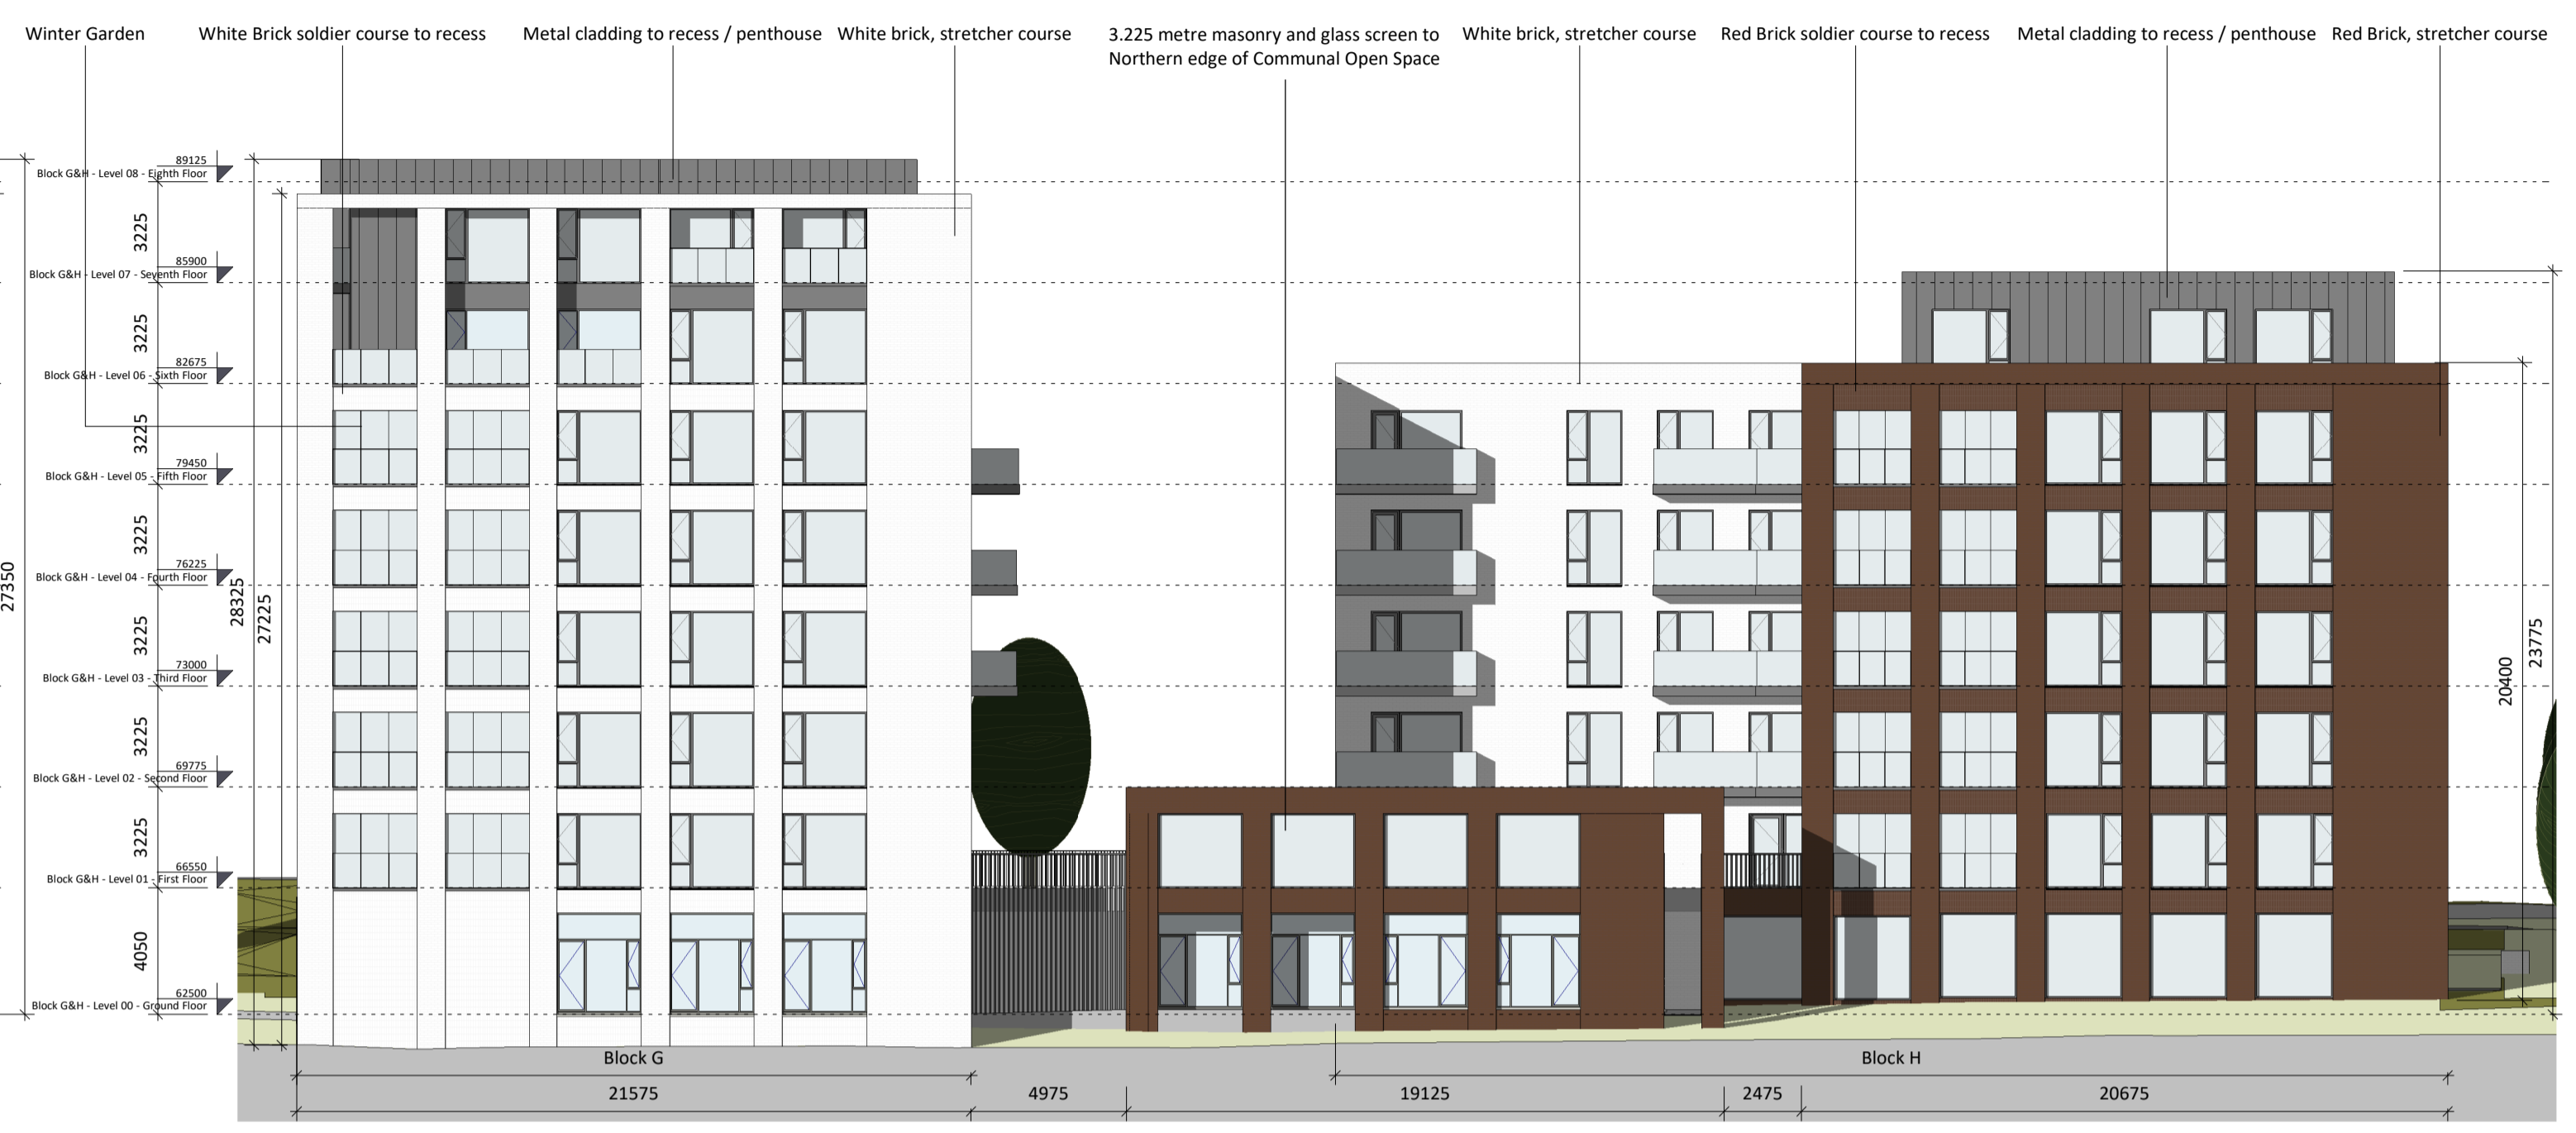 Winter Garden
White Brick soldier course to recess
Metal cladding to recess / penthouse
White brick, stretcher course
3.225 metre masonry and glass screen to
Northern edge of Communal Open Space
White brick, stretcher course
Red Brick soldier course to recess
Metal cladding to recess / penthouse
Red Brick, stretcher course
89125
Block G&H - Level 08 - Eighth Floor
3225
85900
Block G&H - Level 07 - Seventh Floor
3225
82675
Block G&H - Level 06 - Sixth Floor
3225
79450
Block G&H - Level 05 - Fifth Floor
3225
76225
Block G&H - Level 04 - Fourth Floor
3225
73000
Block G&H - Level 03 - Third Floor
3225
69775
Block G&H - Level 02 - Second Floor
3225
66550
Block G&H - Level 01 - First Floor
4050
62500
Block G&H - Level 00 - Ground Floor
27350
28325
27225
20400
23775
Block G
Block H
21575
4975
19125
2475
20675